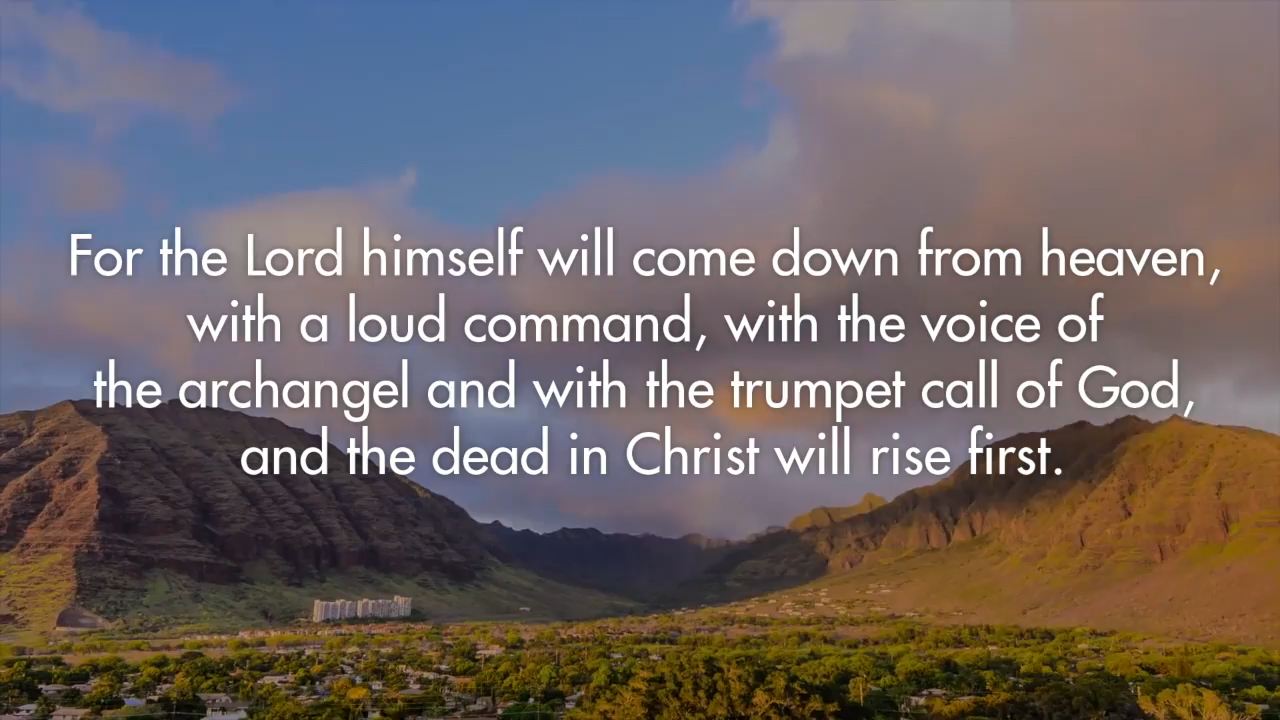 For the Lord himself will come down from heaven,
with a loud command, with the voice of
the archangel and with the trumpet call of God,
and the dead in Christ will rise first.